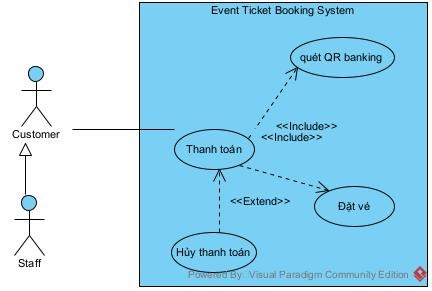 Event Ticket Booking System
quét QR banking
Customer
<<Include>>
<<Include>>
Thanh toán
<<Extend>>
Đặt vé
Staff
Hủy thanh toán
Powered By: Visual Paradigm Community Edition